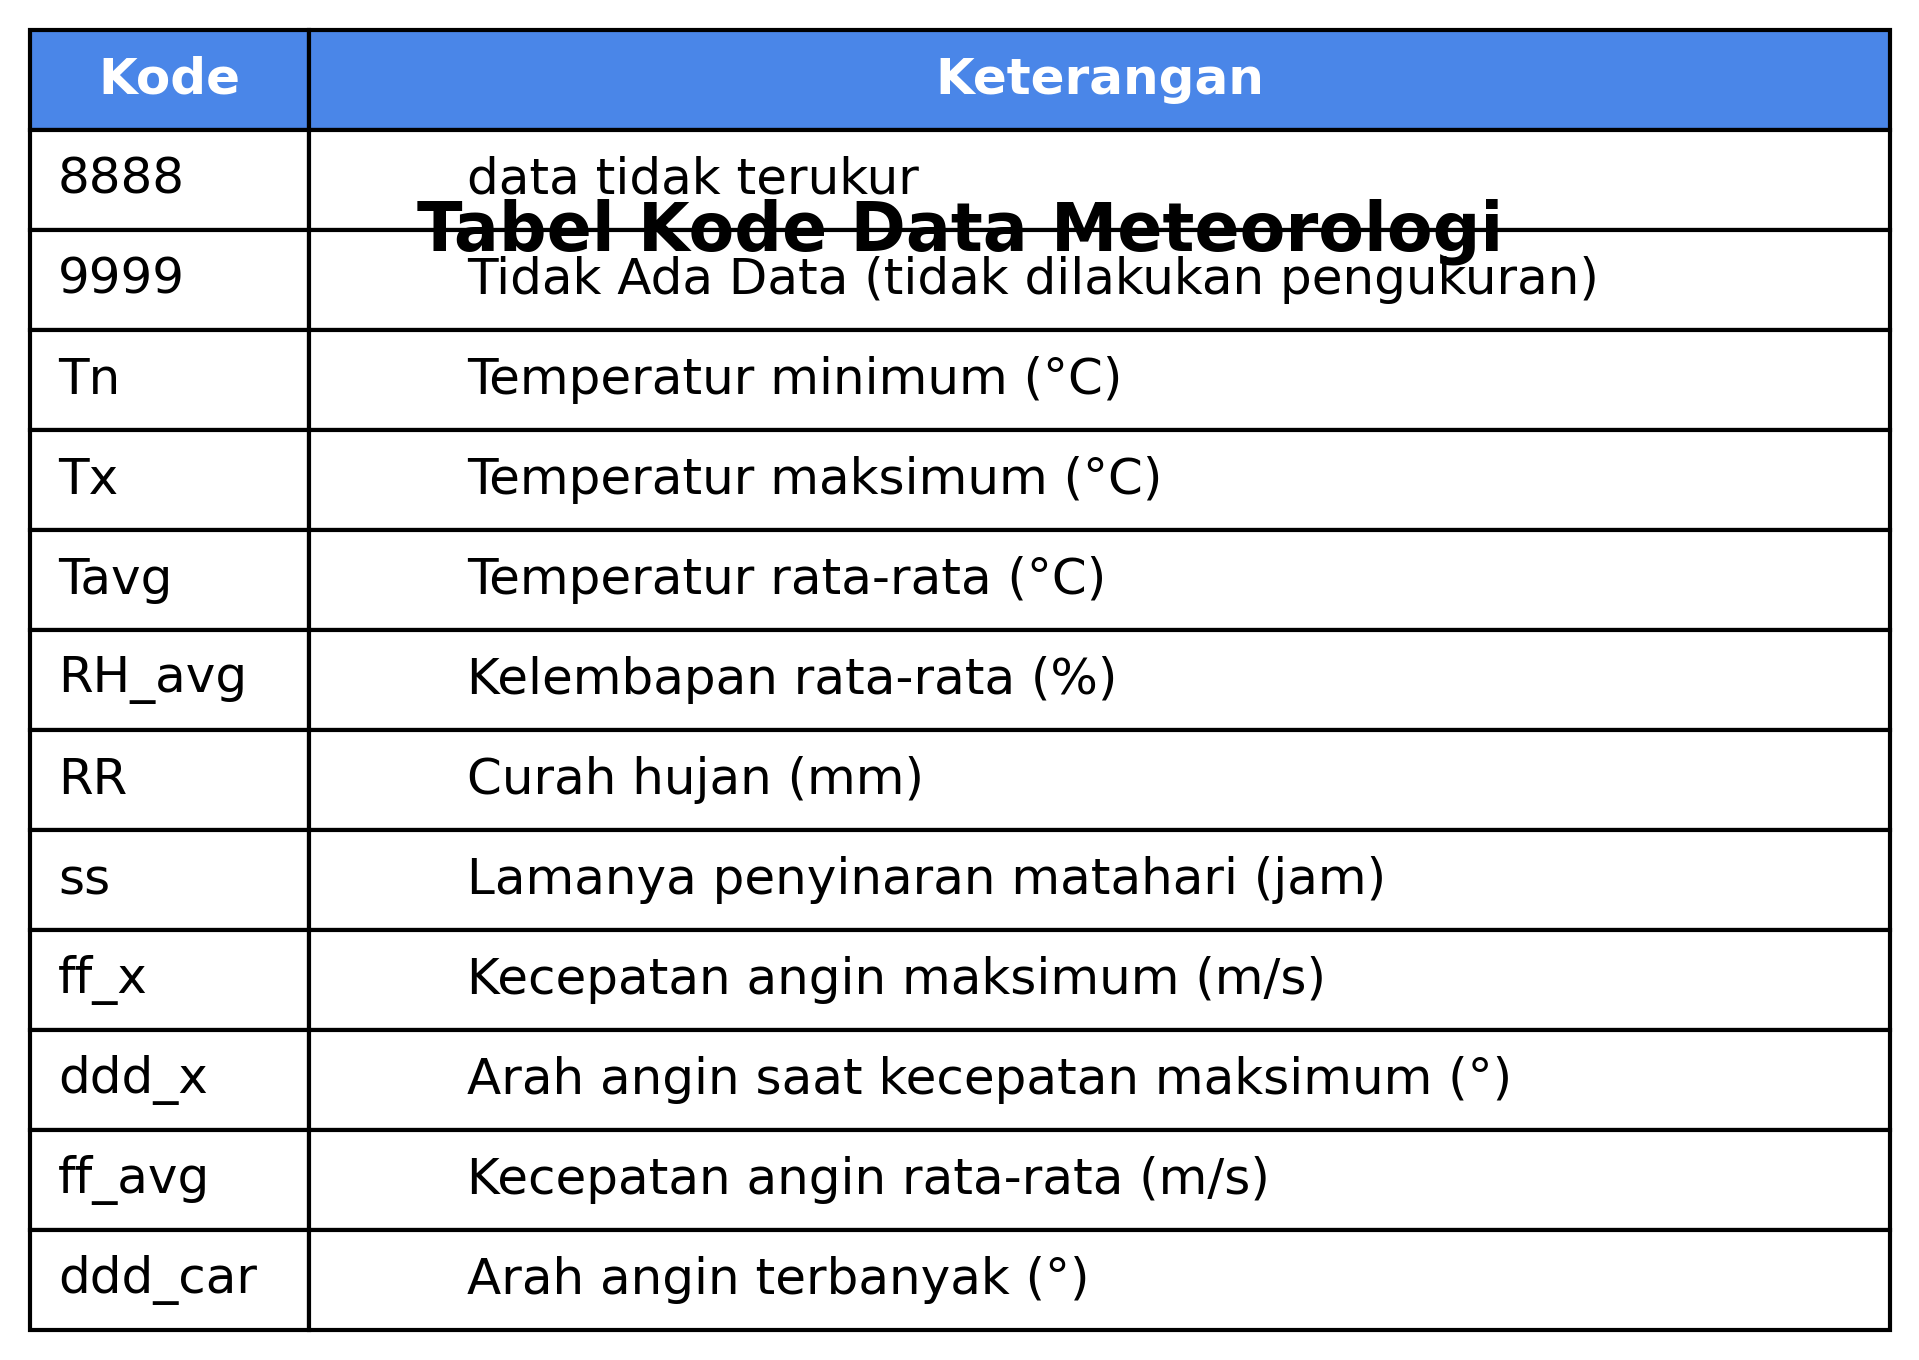 Kode Keterangan
8888 data tidak terukur
Tabel Kode Data Meteorologi
9999 Tidak Ada Data (tidak dilakukan pengukuran)
Tn Temperatur minimum (°C)
Tx Temperatur maksimum (°C)
Tavg Temperatur rata-rata (°C)
RH_avg Kelembapan rata-rata (%)
RR Curah hujan (mm)
ss Lamanya penyinaran matahari (jam)
ff_x Kecepatan angin maksimum (m/s)
ddd_x Arah angin saat kecepatan maksimum (°)
ff_avg Kecepatan angin rata-rata (m/s)
ddd_car Arah angin terbanyak (°)